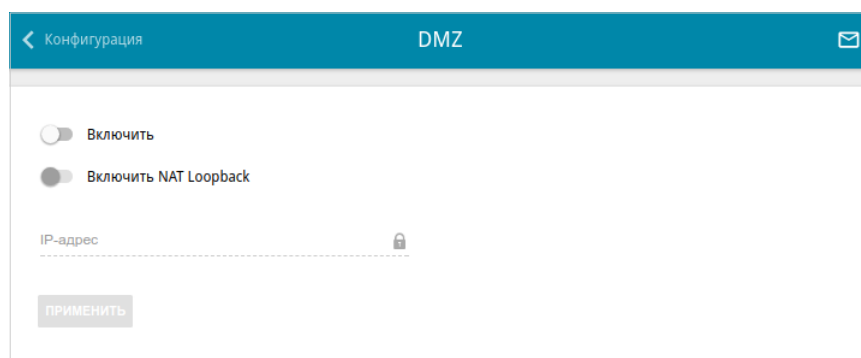 Конфигурация DMZ
Включить
Включить NAT Loopback
IP-адрес
ПРИМЕНИТЬ